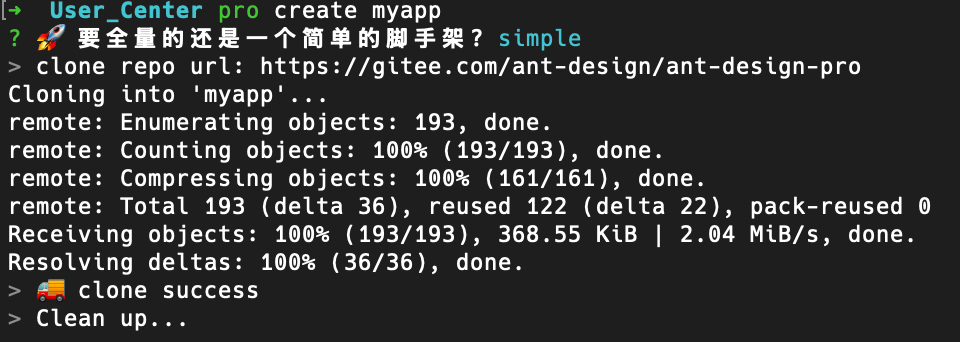 ➜  User_Center pro create myapp
? 🚀 要全量的还是一个简单的脚手架? simple
> clone repo url: https://gitee.com/ant-design/ant-design-pro
Cloning into 'myapp'...
remote: Enumerating objects: 193, done.
remote: Counting objects: 100% (193/193), done.
remote: Compressing objects: 100% (161/161), done.
remote: Total 193 (delta 36), reused 122 (delta 22), pack-reused 0
Receiving objects: 100% (193/193), 368.55 KiB | 2.04 MiB/s, done.
Resolving deltas: 100% (36/36), done.
> 🚚 clone success
> Clean up...